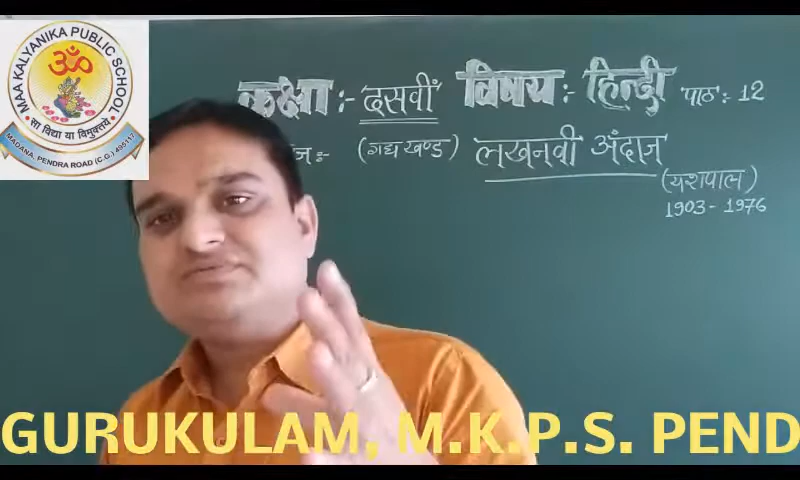 MAA KALYANIKA PUBLIC SCHOOL
ॐ
॥ सा विद्या या विमुक्तये ॥
MADANA, PENDRA ROAD (C.G.) 495117
कक्षा :- दसवीं विषय :- हिन्दी पाठ :- 12
(गद्य खण्ड) लखनवी अंदाज
(यशपाल)
1903 - 1976
GURUKULAM, M.K.P.S. PEND